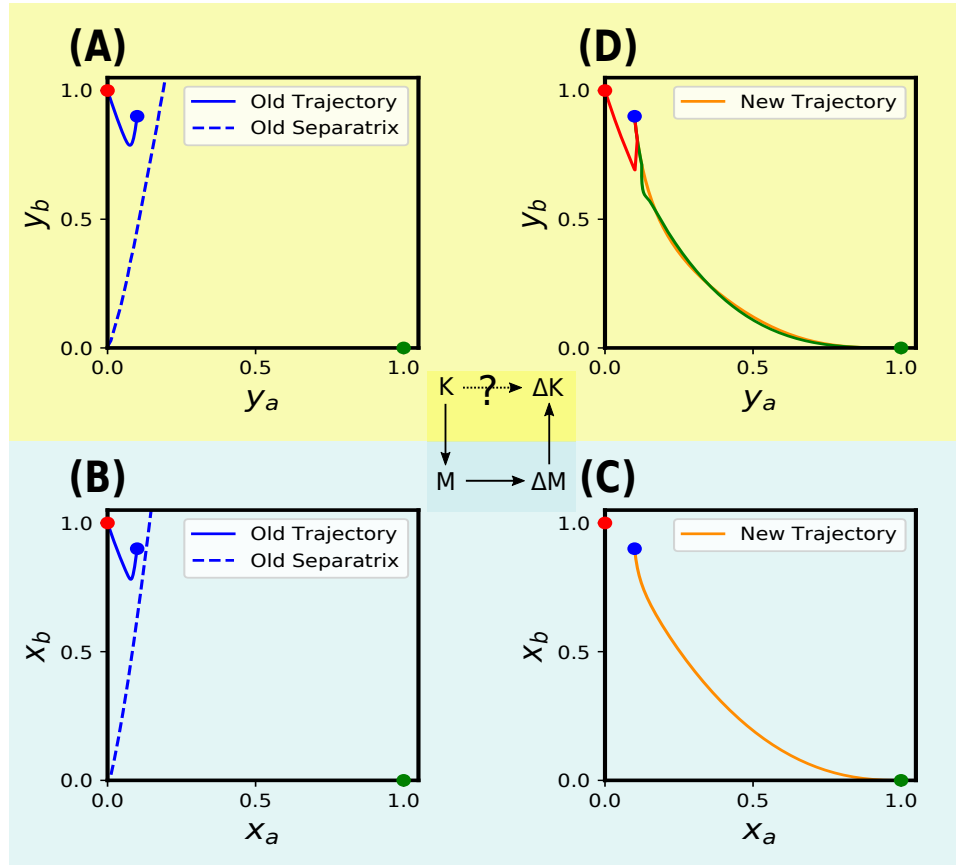 (A)
1.0
0.5
0.0
y_b
Old Trajectory
Old Separatrix
0.0
0.5
1.0
y_a
(D)
1.0
0.5
0.0
y_b
New Trajectory
0.0
0.5
1.0
y_a
K ? ΔK
M ΔM
(B)
1.0
0.5
0.0
x_b
Old Trajectory
Old Separatrix
0.0
0.5
1.0
x_a
(C)
1.0
0.5
0.0
x_b
New Trajectory
0.0
0.5
1.0
x_a